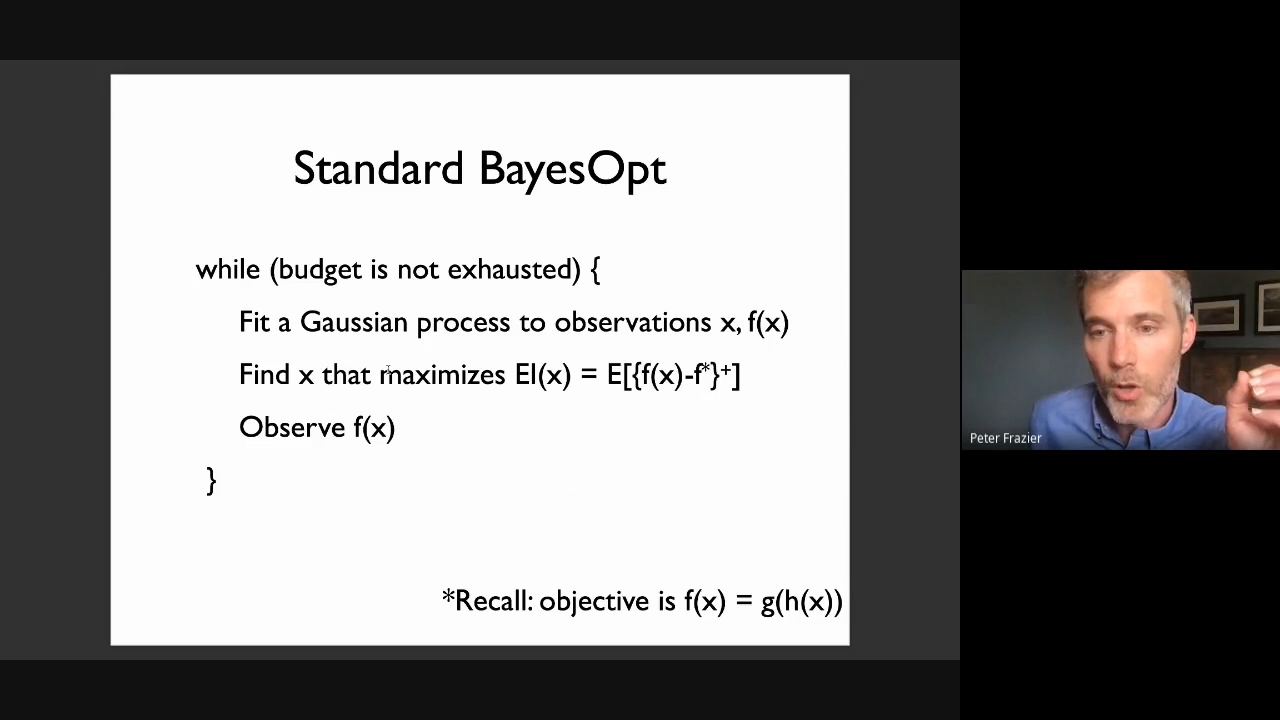 Standard BayesOpt
while (budget is not exhausted) {
Fit a Gaussian process to observations x, f(x)
Find x that maximizes EI(x) = E[{f(x)-f*}+]
Observe f(x)
}
*Recall: objective is f(x) = g(h(x))
Peter Frazier